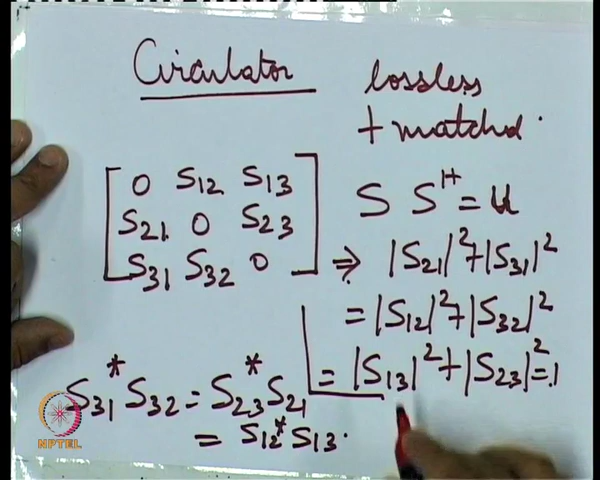 Circulator lossless
+ matched.
0 S12 S13
S21 0 S23
S31 S32 0
S S^t* = U
⇒ |S21|²+|S31|²
= |S12|²+|S32|²
= |S13|²+|S23|²=1
S31* S32 = S23* S21
= S12* S13.
NPTEL